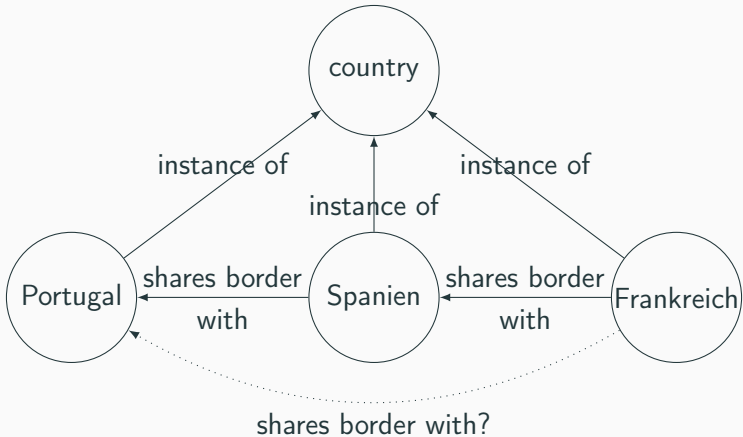 country
instance of
instance of
instance of
Portugal
shares border
with
Spanien
shares border
with
Frankreich
shares border with?